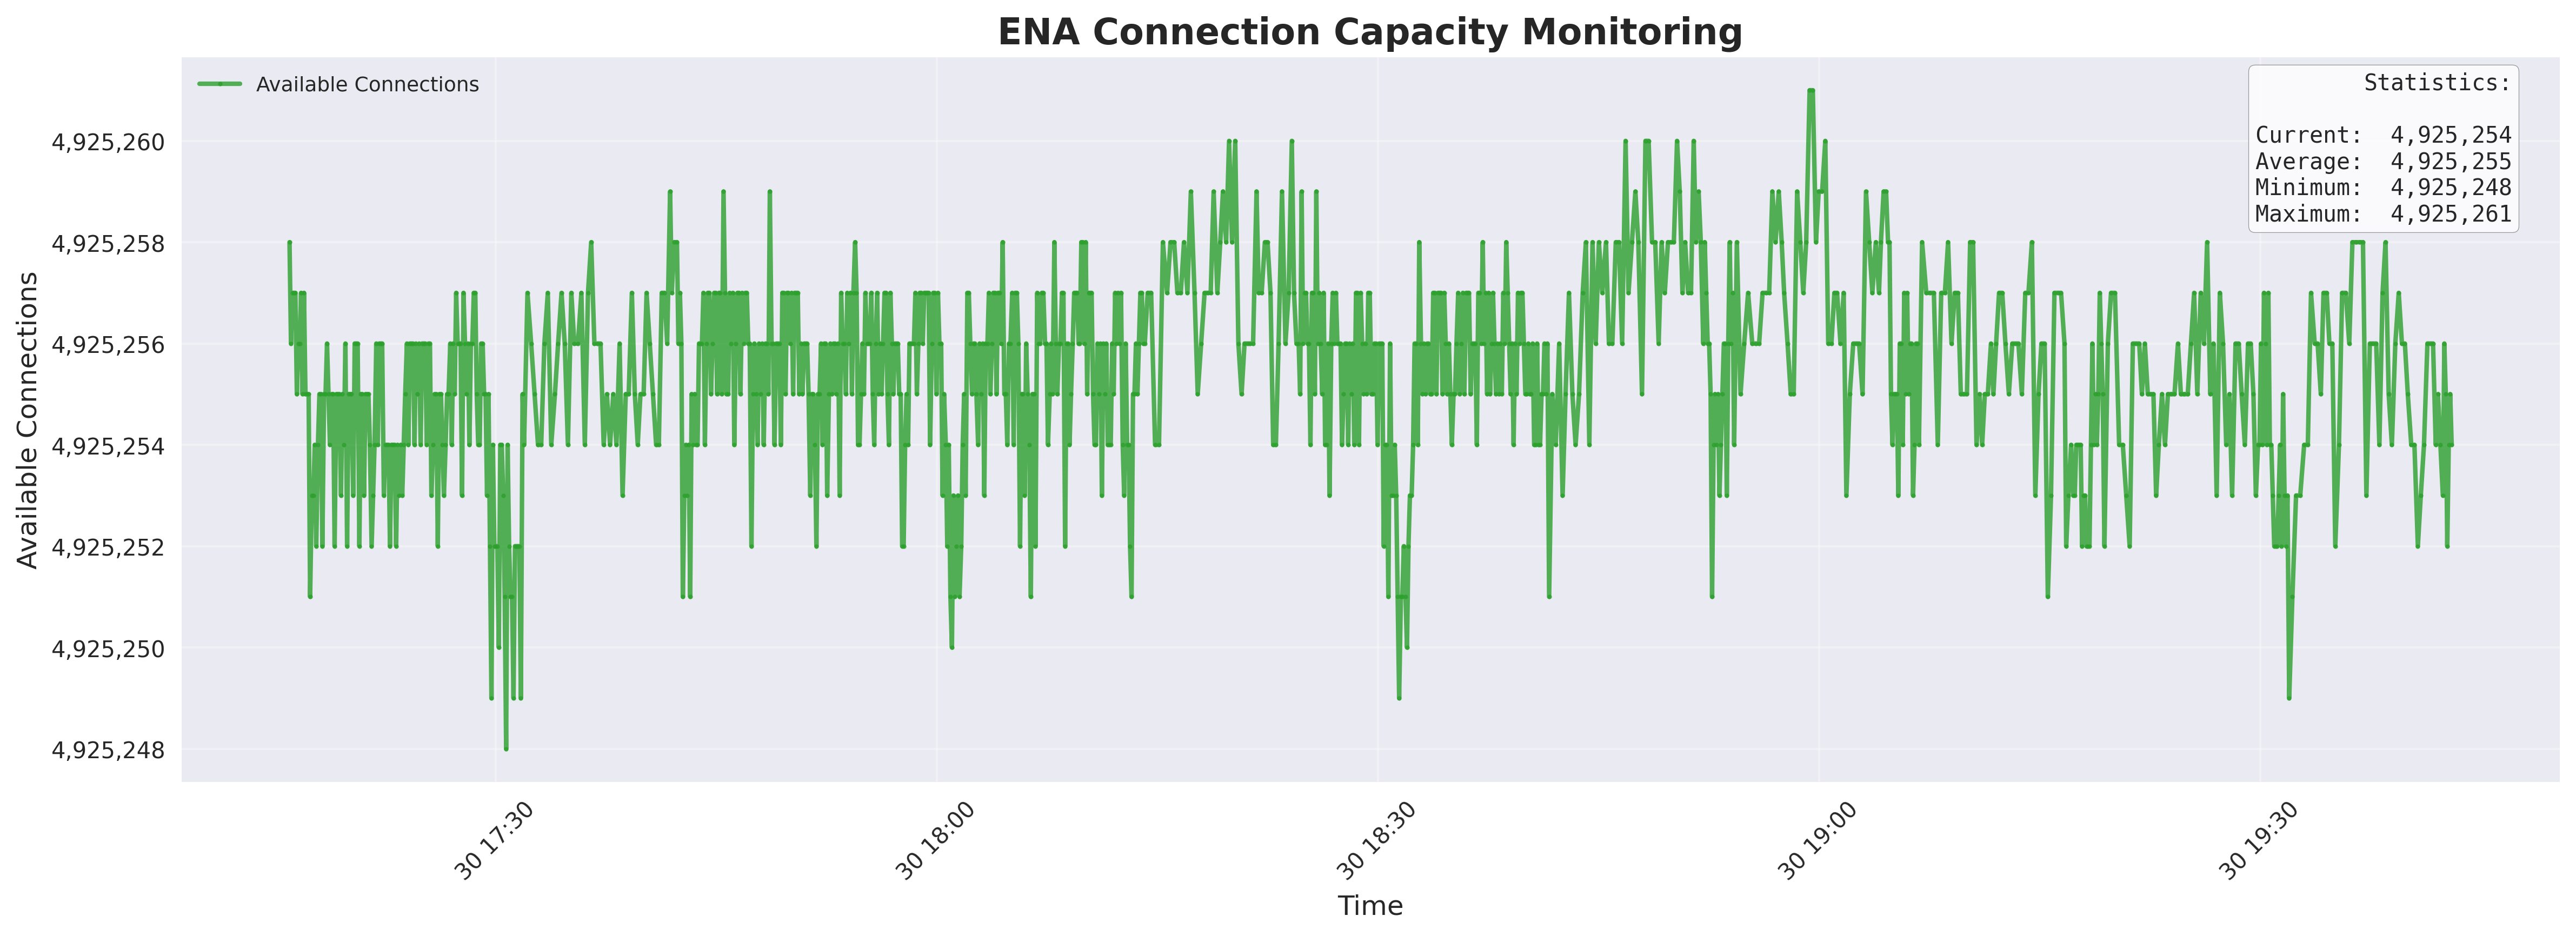 ENA Connection Capacity Monitoring
Available Connections
Statistics:
Current: 4,925,254
Average: 4,925,255
Minimum: 4,925,248
Maximum: 4,925,261
Available Connections
4,925,260
4,925,258
4,925,256
4,925,254
4,925,252
4,925,250
4,925,248
30 17:30
30 18:00
30 18:30
30 19:00
30 19:30
Time